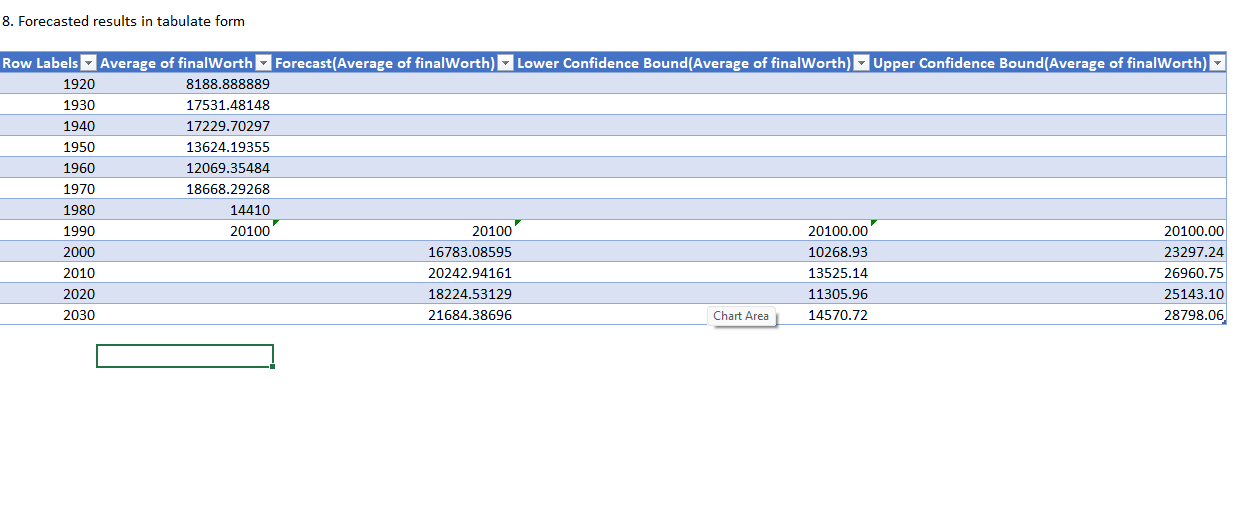 8. Forecasted results in tabulate form
Row Labels Average of finalWorth Forecast(Average of finalWorth) Lower Confidence Bound(Average of finalWorth) Upper Confidence Bound(Average of finalWorth)
1920 8188.888889
1930 17531.48148
1940 17229.70297
1950 13624.19355
1960 12069.35484
1970 18668.29268
1980 14410
1990 20100 20100 20100.00 20100.00
2000 16783.08595 10268.93 23297.24
2010 20242.94161 13525.14 26960.75
2020 18224.53129 11305.96 25143.10
2030 21684.38696 Chart Area 14570.72 28798.06